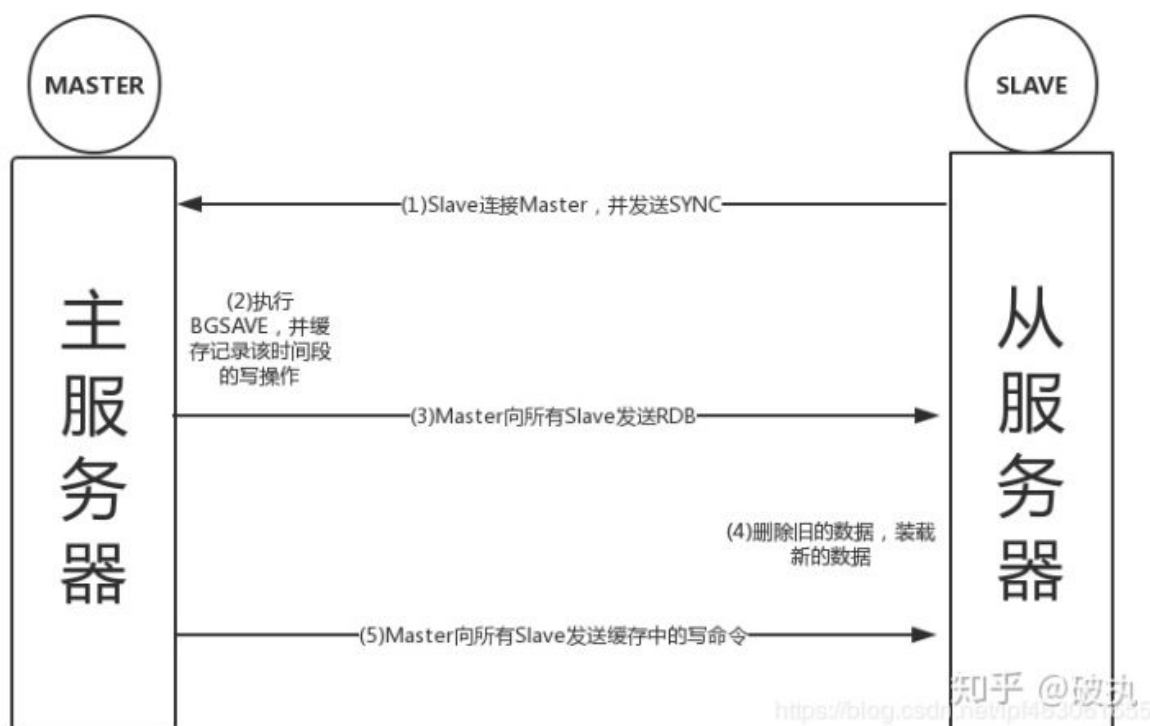 MASTER
SLAVE
(1)Slave连接Master，并发送SYNC
主
服
务
器
(2)执行
BGSAVE，并缓
存记录该时间段
的写操作
(3)Master向所有Slave发送RDB
从
服
务
器
(4)删除旧的数据，装载
新的数据
(5)Master向所有Slave发送缓存中的写命令
知乎 @破执